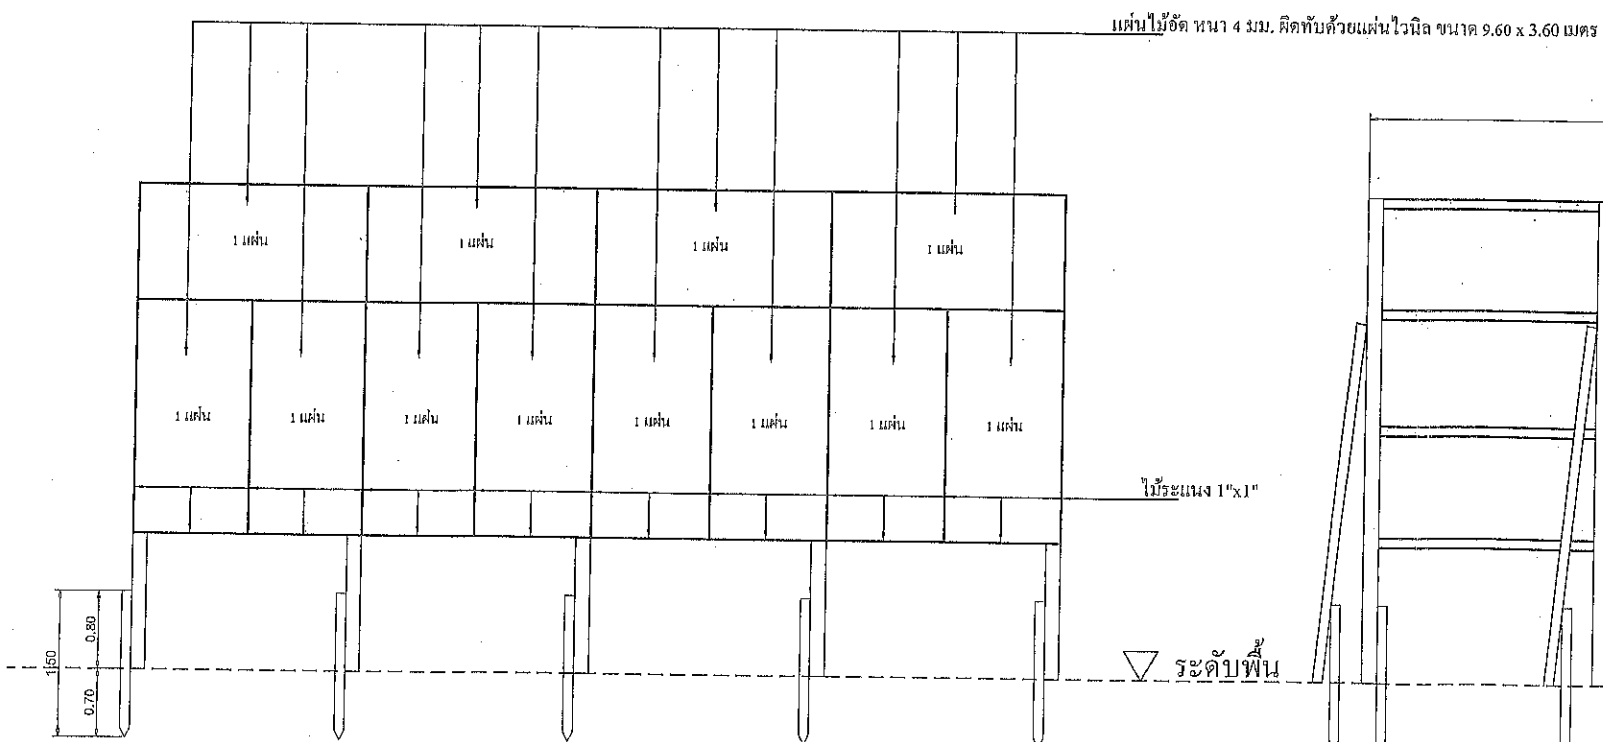 แผ่นไม้อัด หนา 4 มม. ผิดทับด้วยแผ่นไวนิล ขนาด 9.60 x 3.60 เมตร
1 แผ่น
1 แผ่น
1 แผ่น
1 แผ่น
1 แผ่น
1 แผ่น
1 แผ่น
1 แผ่น
1 แผ่น
1 แผ่น
1 แผ่น
1 แผ่น
ไม้ระแนง 1"x1"
1.50
0.80
0.70
ระดับพื้น